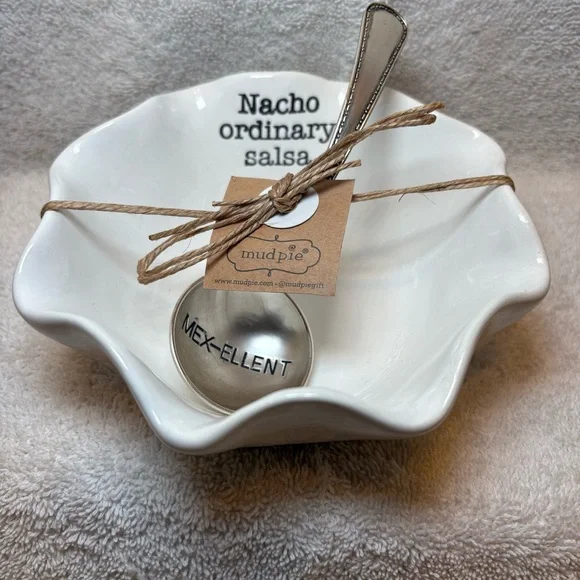 Nacho
ordinary
salsa
mudpie®
www.mudpie.com · @mudpiegift
MEX-ELLENT